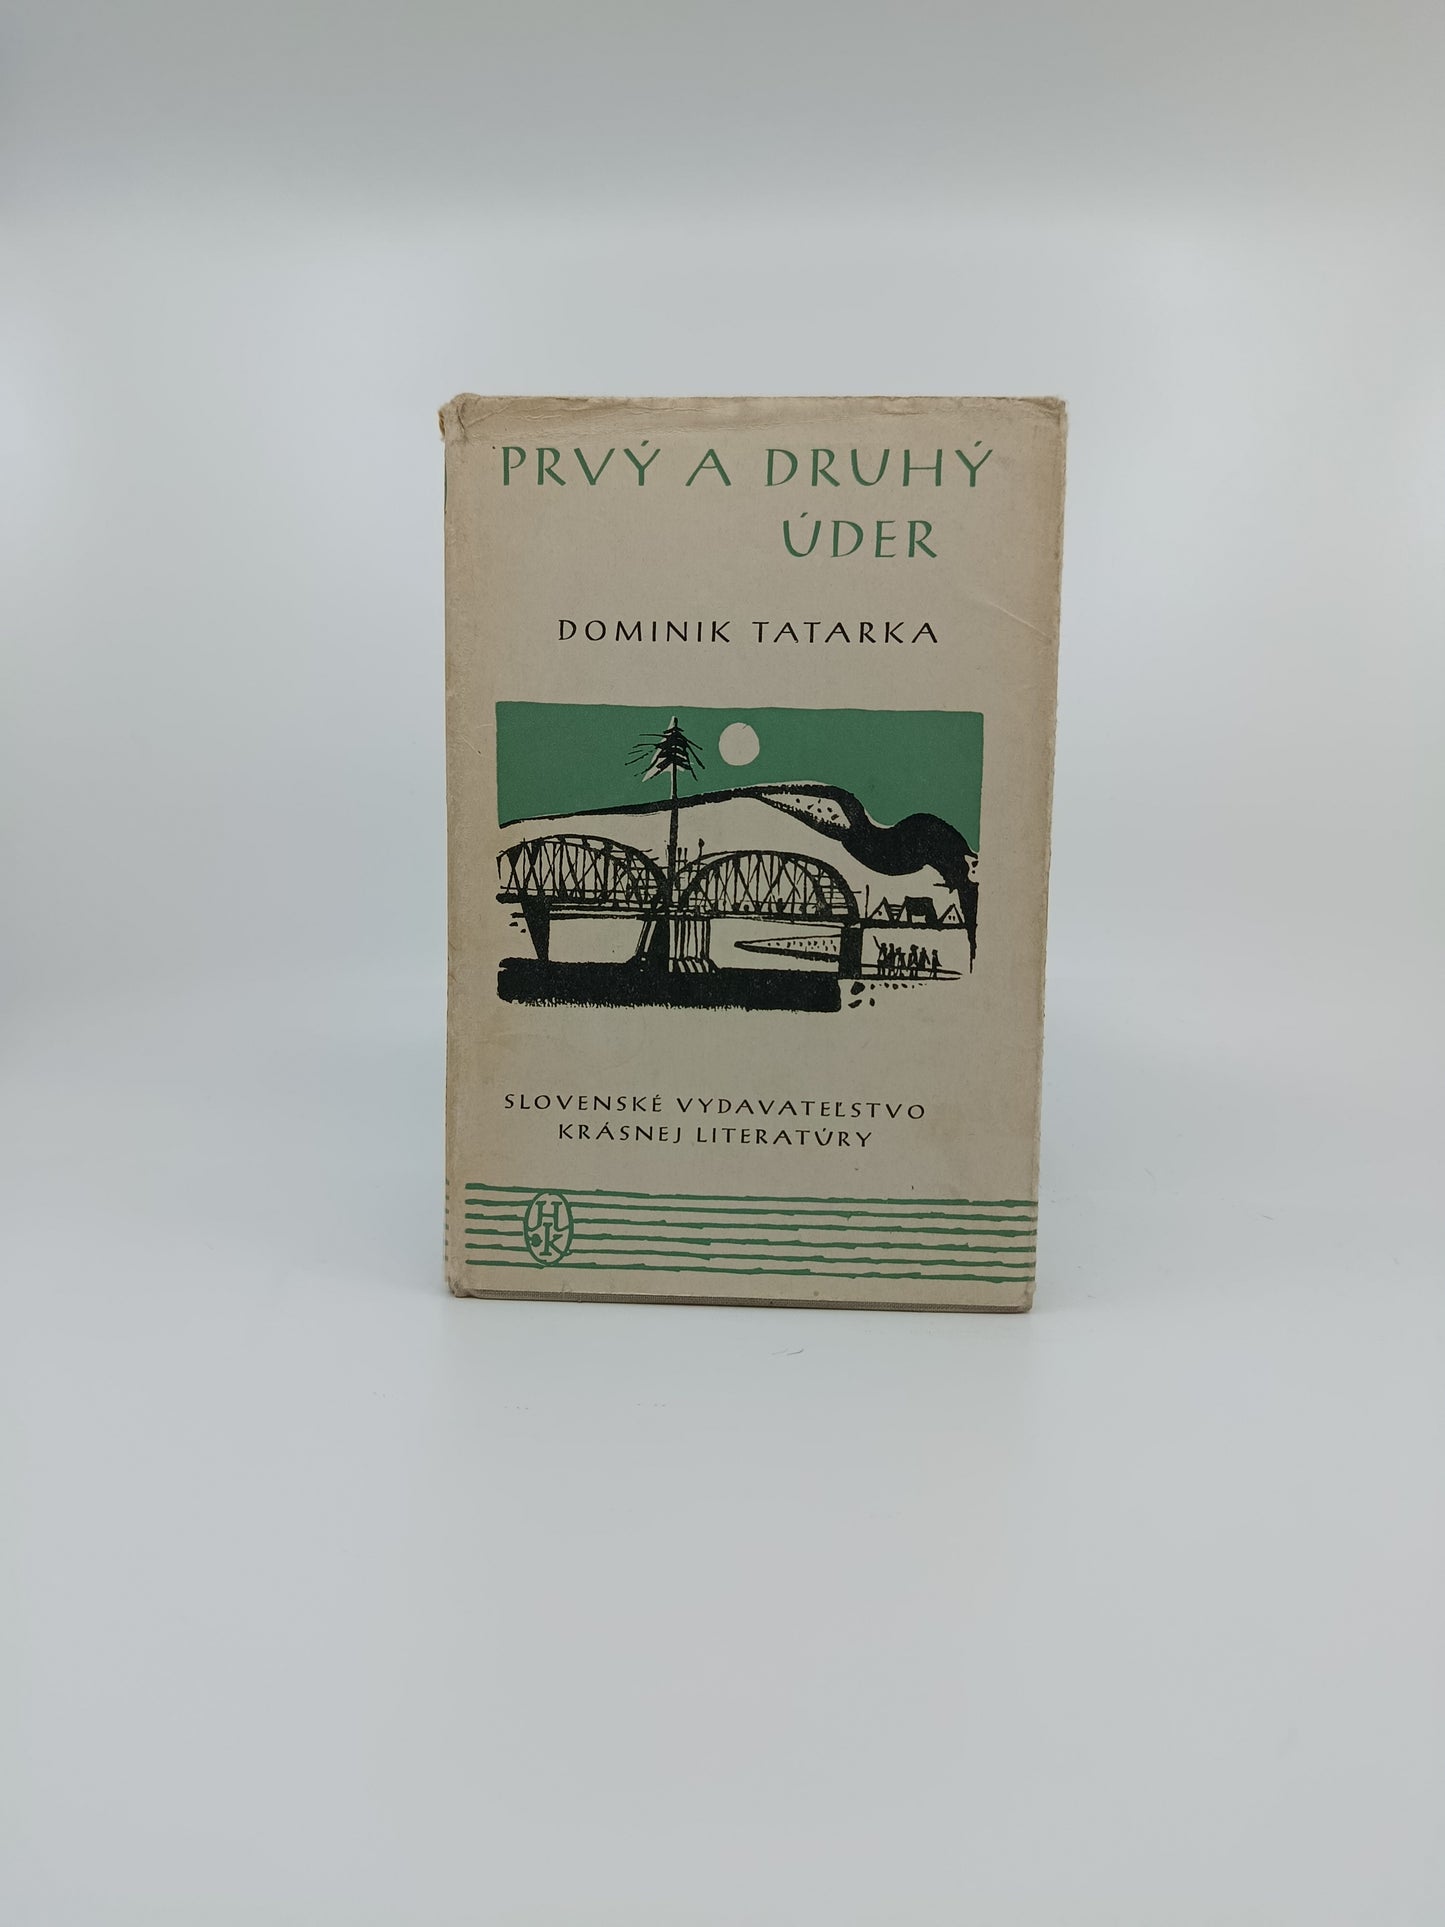 PRVÝ A DRUHÝ
ÚDER
DOMINIK TATARKA
SLOVENSKÉ VYDAVATEĽSTVO
KRÁSNEJ LITERATÚRY
H
K